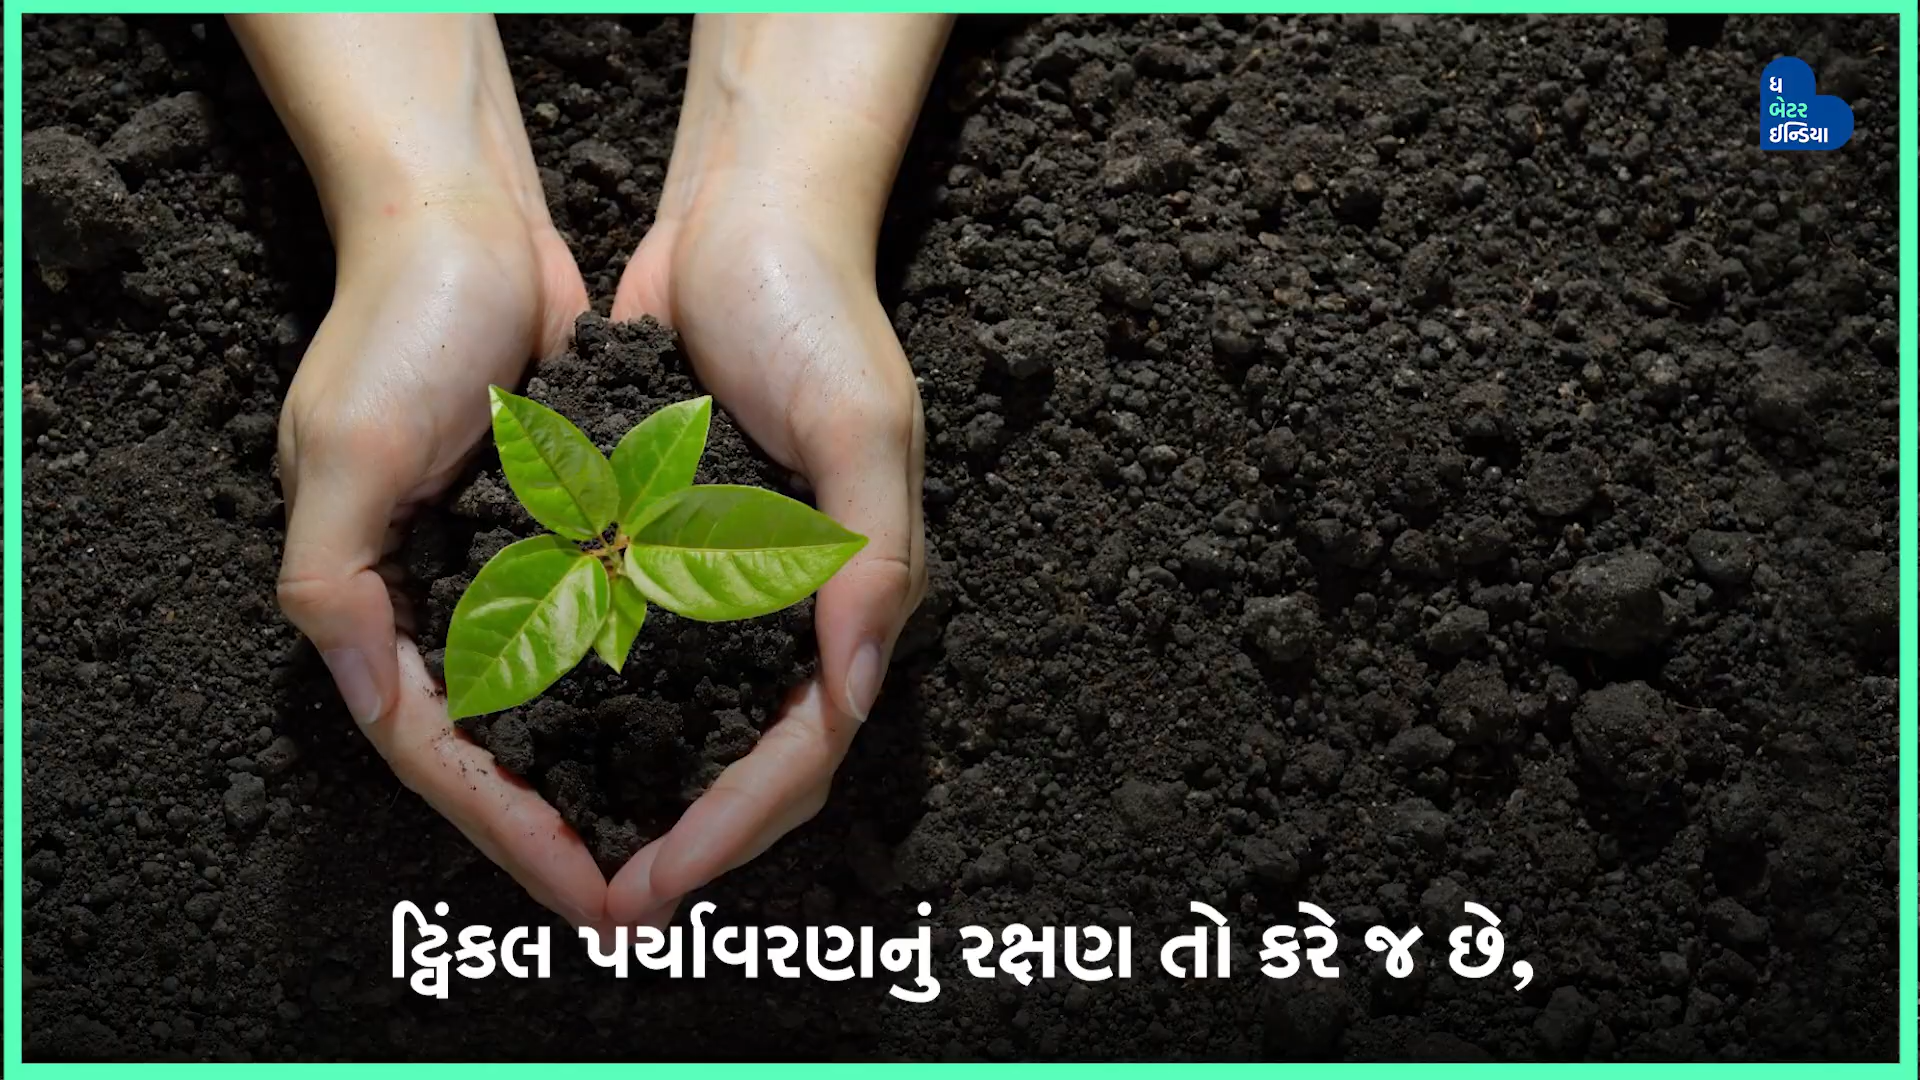 ધ
બેટર
ઈન્ડિયા
ટ્વિંકલ પર્યાવરણનું રક્ષણ તો કરે જ છે,